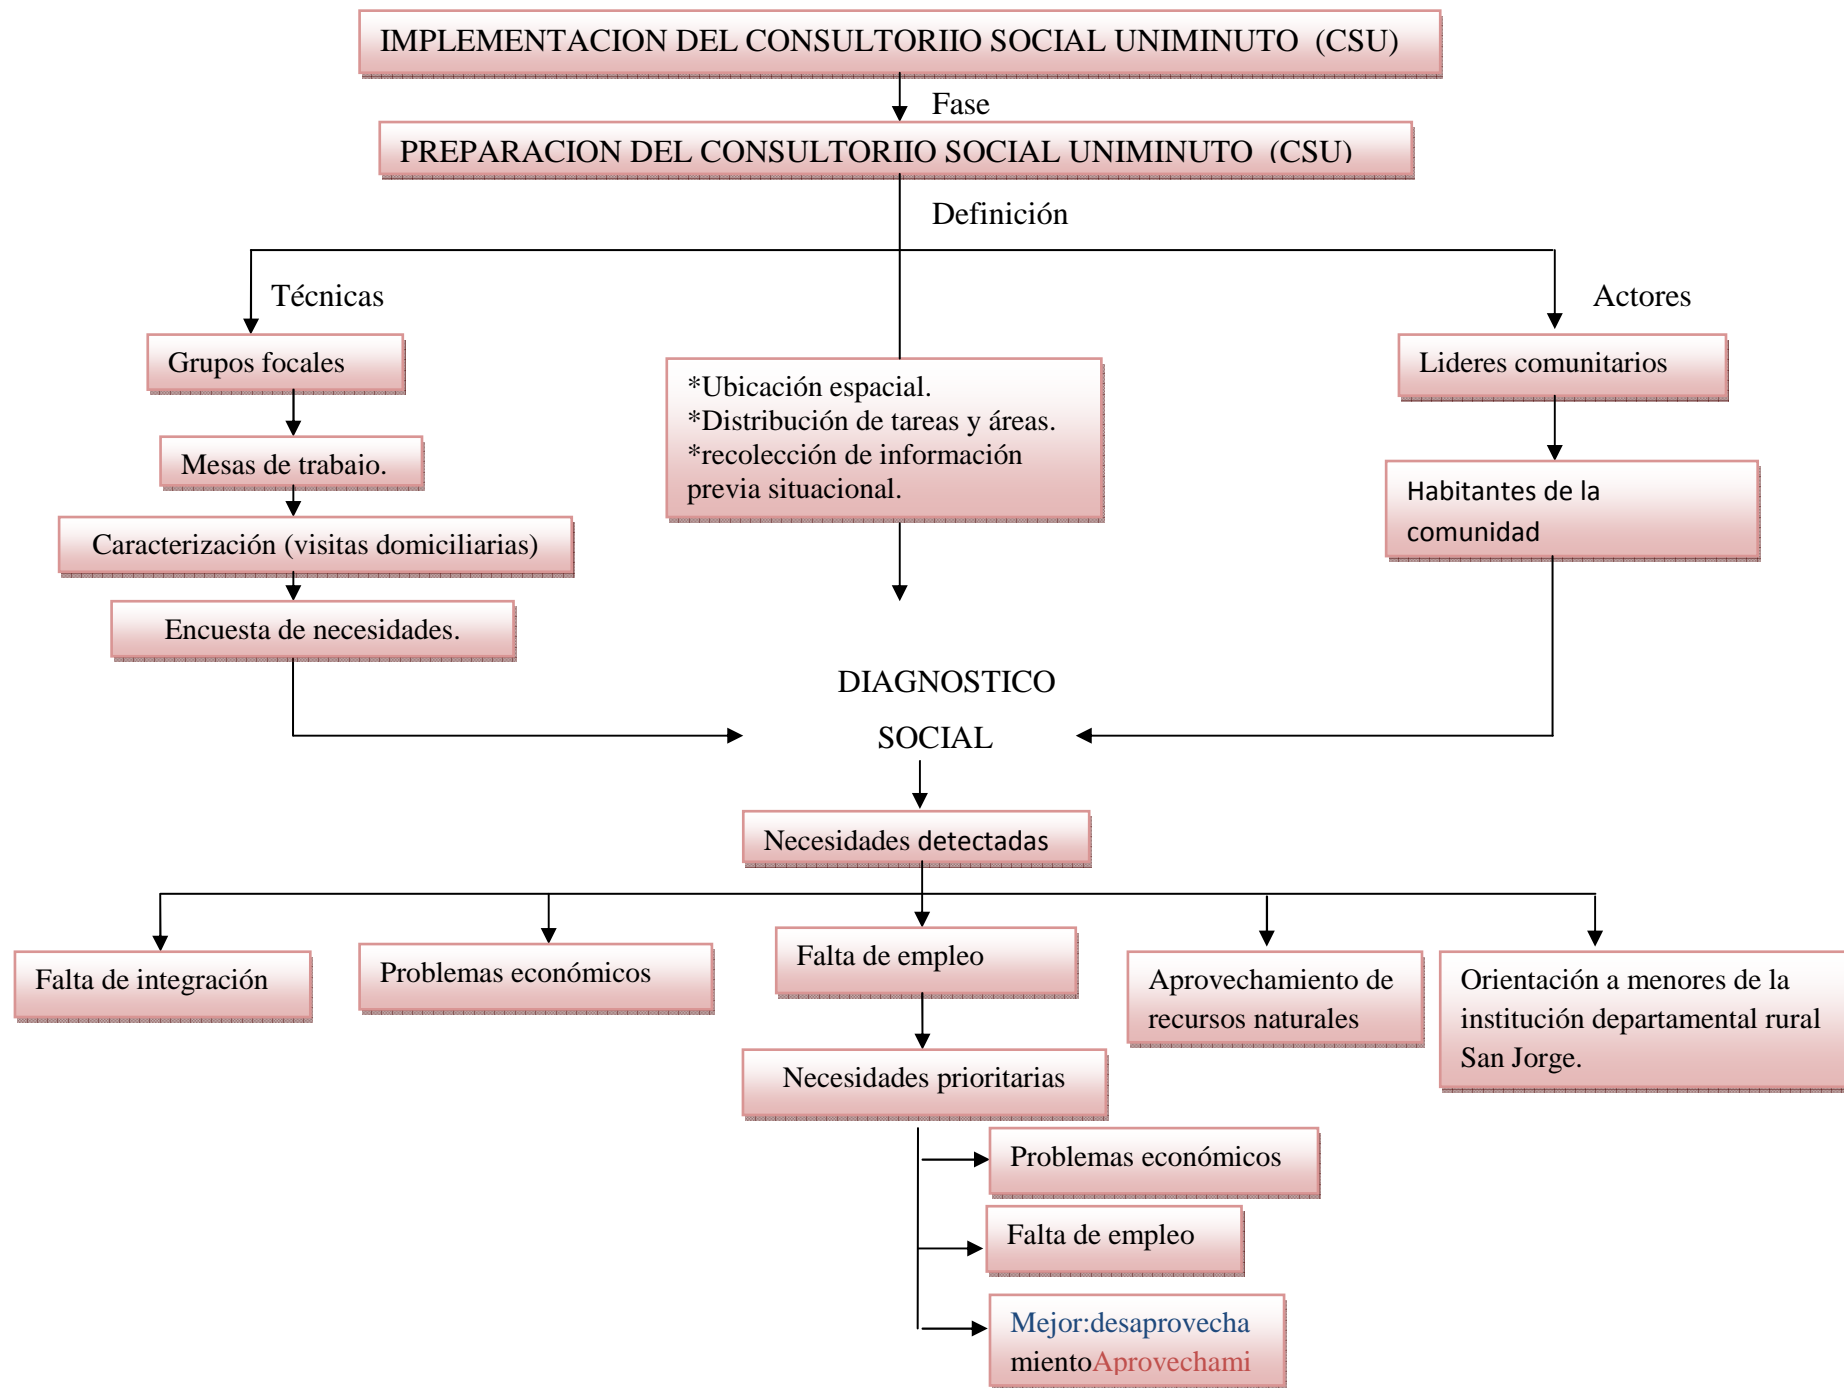 IMPLEMENTACION DEL CONSULTORIIO SOCIAL UNIMINUTO (CSU)
Fase
PREPARACION DEL CONSULTORIIO SOCIAL UNIMINUTO (CSU)
Definición
Técnicas
Actores
Grupos focales
Mesas de trabajo.
Caracterización (visitas domiciliarias)
Encuesta de necesidades.
*Ubicación espacial.
*Distribución de tareas y áreas.
*recolección de información
previa situacional.
Lideres comunitarios
Habitantes de la
comunidad
DIAGNOSTICO
SOCIAL
Necesidades detectadas
Falta de integración
Problemas económicos
Falta de empleo
Aprovechamiento de
recursos naturales
Orientación a menores de la
institución departamental rural
San Jorge.
Necesidades prioritarias
Problemas económicos
Falta de empleo
Mejor:desaprovecha
mientoAprovechami